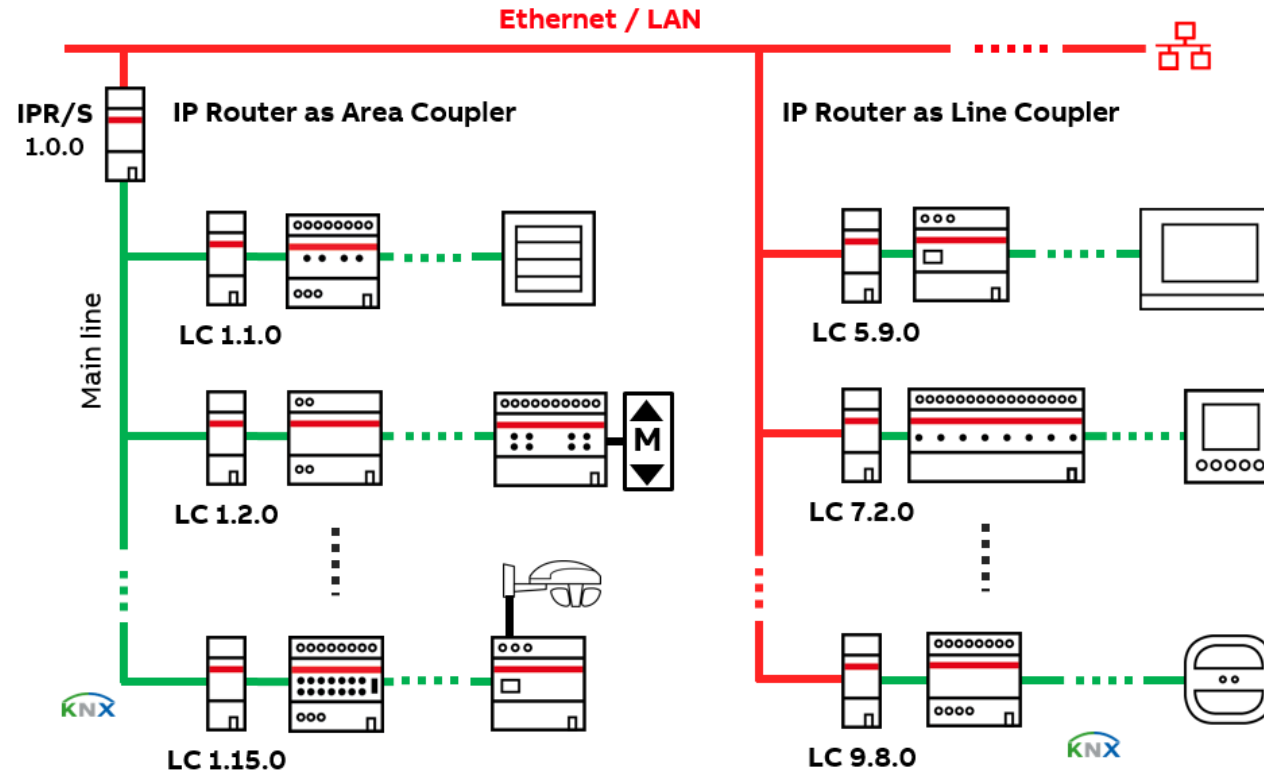 Ethernet / LAN
IPR/S
1.0.0
IP Router as Area Coupler
IP Router as Line Coupler
Main line
LC 1.1.0
LC 5.9.0
M
LC 1.2.0
LC 7.2.0
KNX
LC 1.15.0
LC 9.8.0
KNX